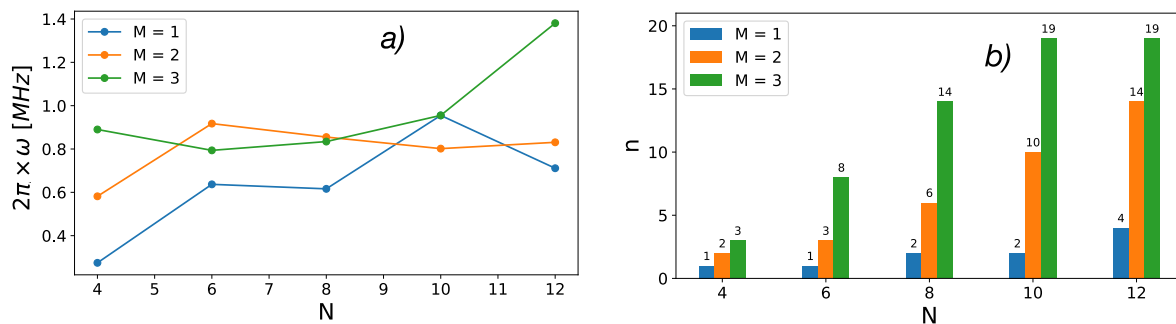 M = 1
M = 2
M = 3
a)
2π × ω [MHz]
1.4
1.2
1.0
0.8
0.6
0.4
4 5 6 7 8 9 10 11 12
N
M = 1
M = 2
M = 3
b)
n
20
15
10
5
0
1 2 3
1 3 8
2 6 14
2 10 19
4 14 19
4 6 8 10 12
N